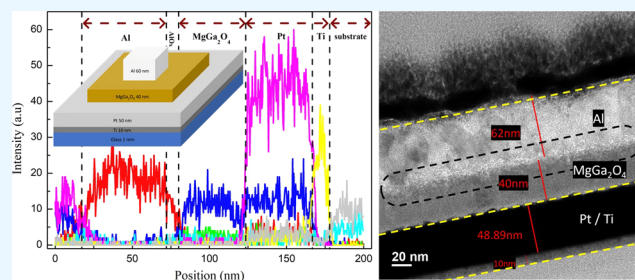 Al
AlOx
MgGa2O4
Pt
Ti
substrate
Intensity (a.u)
60
50
40
30
20
10
0
Al 60 nm
MgGa2O4 40 nm
Pt 50 nm
Ti 10 nm
Glass 1 mm
0 50 100 150 200
Position (nm)
Al
62nm
MgGa2O4
40nm
Pt / Ti
48.89nm
20 nm
10nm